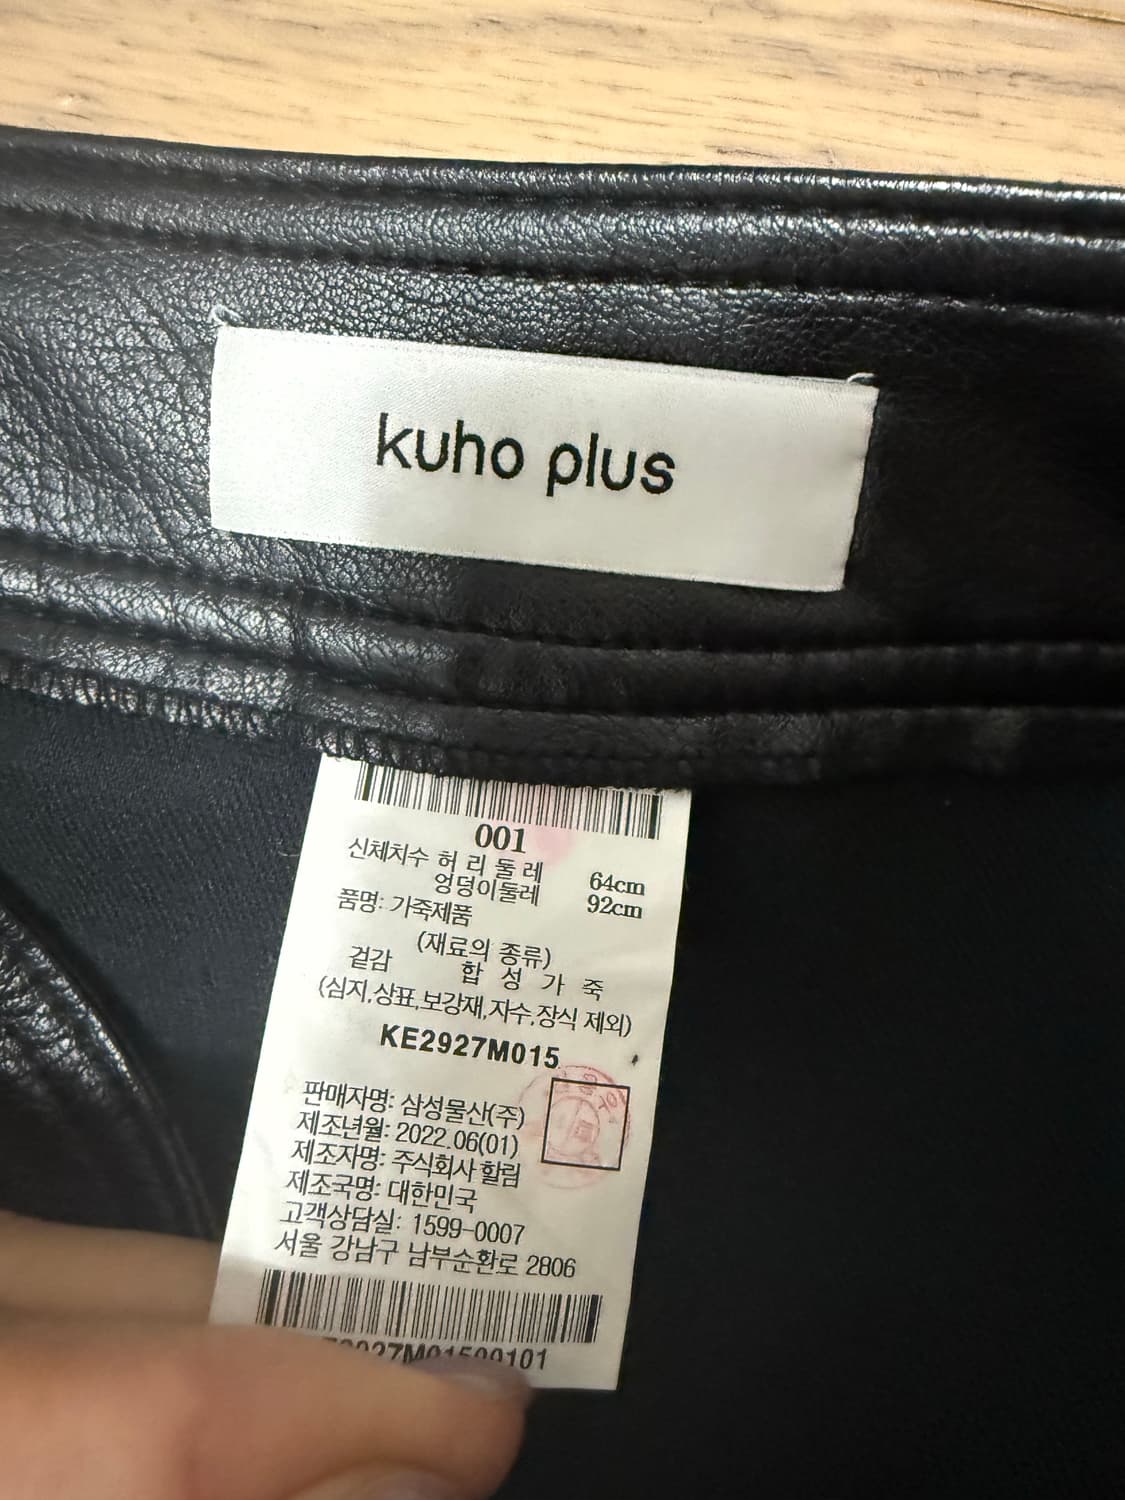 kuho plus
001
신체치수 허리둘레 64cm
엉덩이둘레 92cm
품명: 가죽제품
(재료의 종류)
겉감 합성가죽
(심지,상표,보강재,자수,장식 제외)
KE2927M015
판매자명: 삼성물산(주)
제조년월: 2022.06(01)
제조자명: 주식회사 할림
제조국명: 대한민국
고객상담실: 1599-0007
서울 강남구 남부순환로 2806